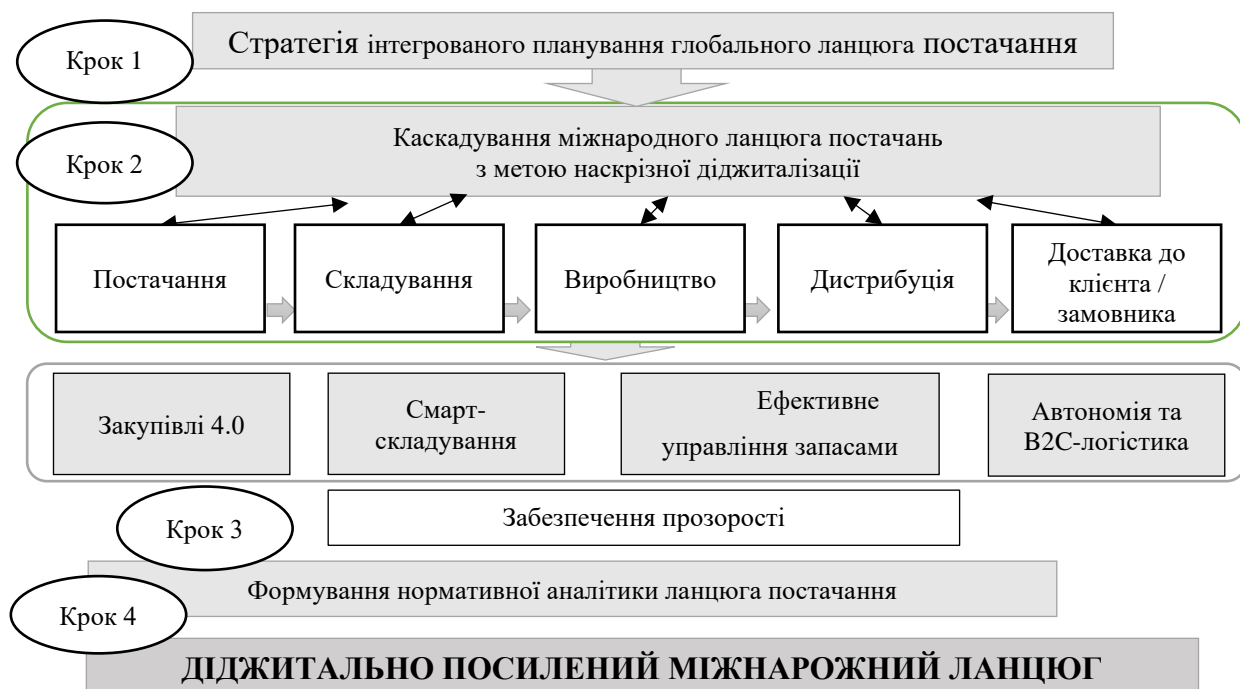 Крок 1
Стратегія інтегрованого планування глобального ланцюга постачання
Крок 2
Каскадування міжнародного ланцюга постачань
з метою наскрізної діджиталізації
Постачання
Складування
Виробництво
Дистрибуція
Доставка до
клієнта /
замовника
Закупівлі 4.0
Смарт-
складування
Ефективне
управління запасами
Автономія та
B2C-логістика
Крок 3
Забезпечення прозорості
Крок 4
Формування нормативної аналітики ланцюга постачання
ДІДЖИТАЛЬНО ПОСИЛЕНИЙ МІЖНАРОЖНИЙ ЛАНЦЮГ